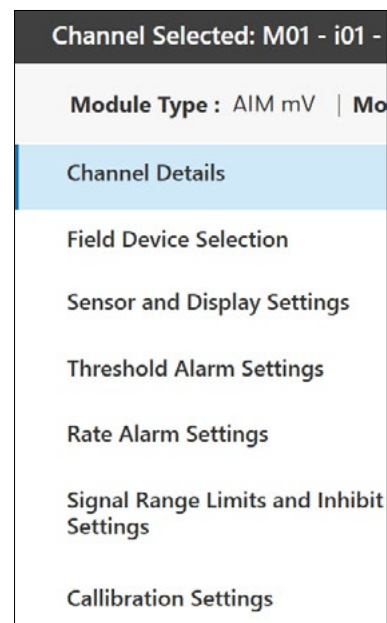 Channel Selected: M01 - i01 -
Module Type : AIM mV | Mo
Channel Details
Field Device Selection
Sensor and Display Settings
Threshold Alarm Settings
Rate Alarm Settings
Signal Range Limits and Inhibit
Settings
Callibration Settings